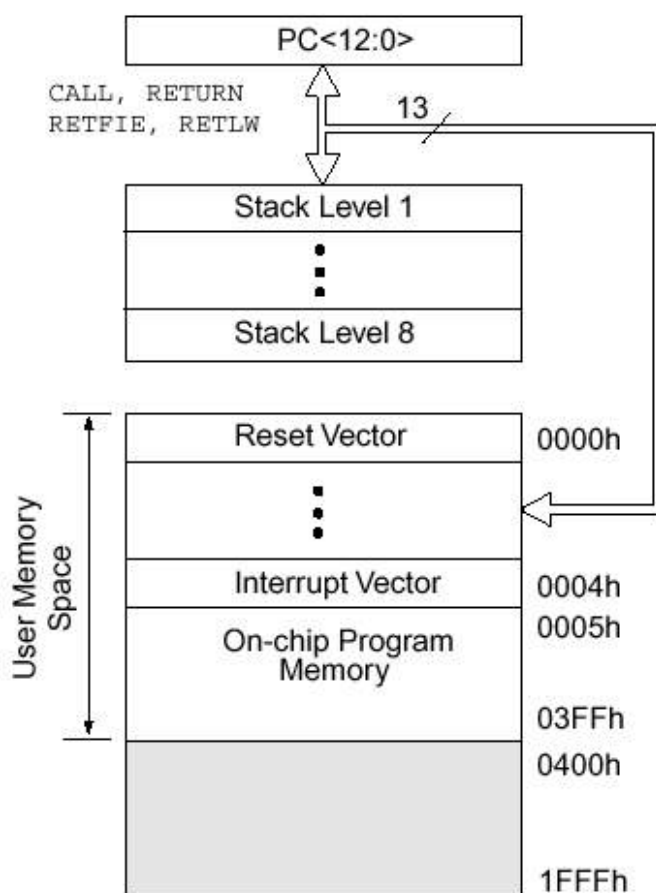 PC<12:0>
CALL, RETURN
RETFIE, RETLW
13
Stack Level 1
Stack Level 8
Reset Vector
0000h
User Memory
Space
Interrupt Vector
0004h
0005h
On-chip Program
Memory
03FFh
0400h
1FFFh